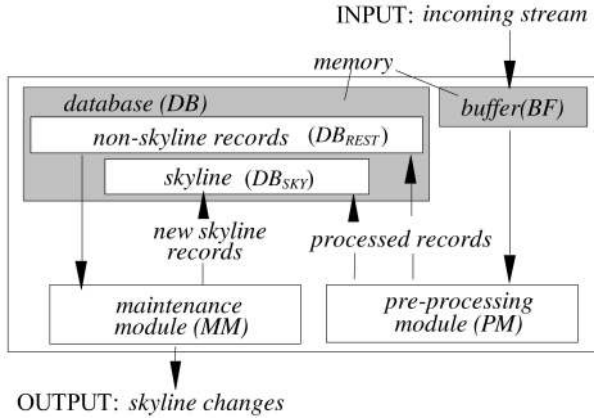 INPUT: incoming stream
memory
database (DB)
buffer(BF)
non-skyline records (DB_REST)
skyline (DB_SKY)
new skyline
records
processed records
maintenance
module (MM)
pre-processing
module (PM)
OUTPUT: skyline changes